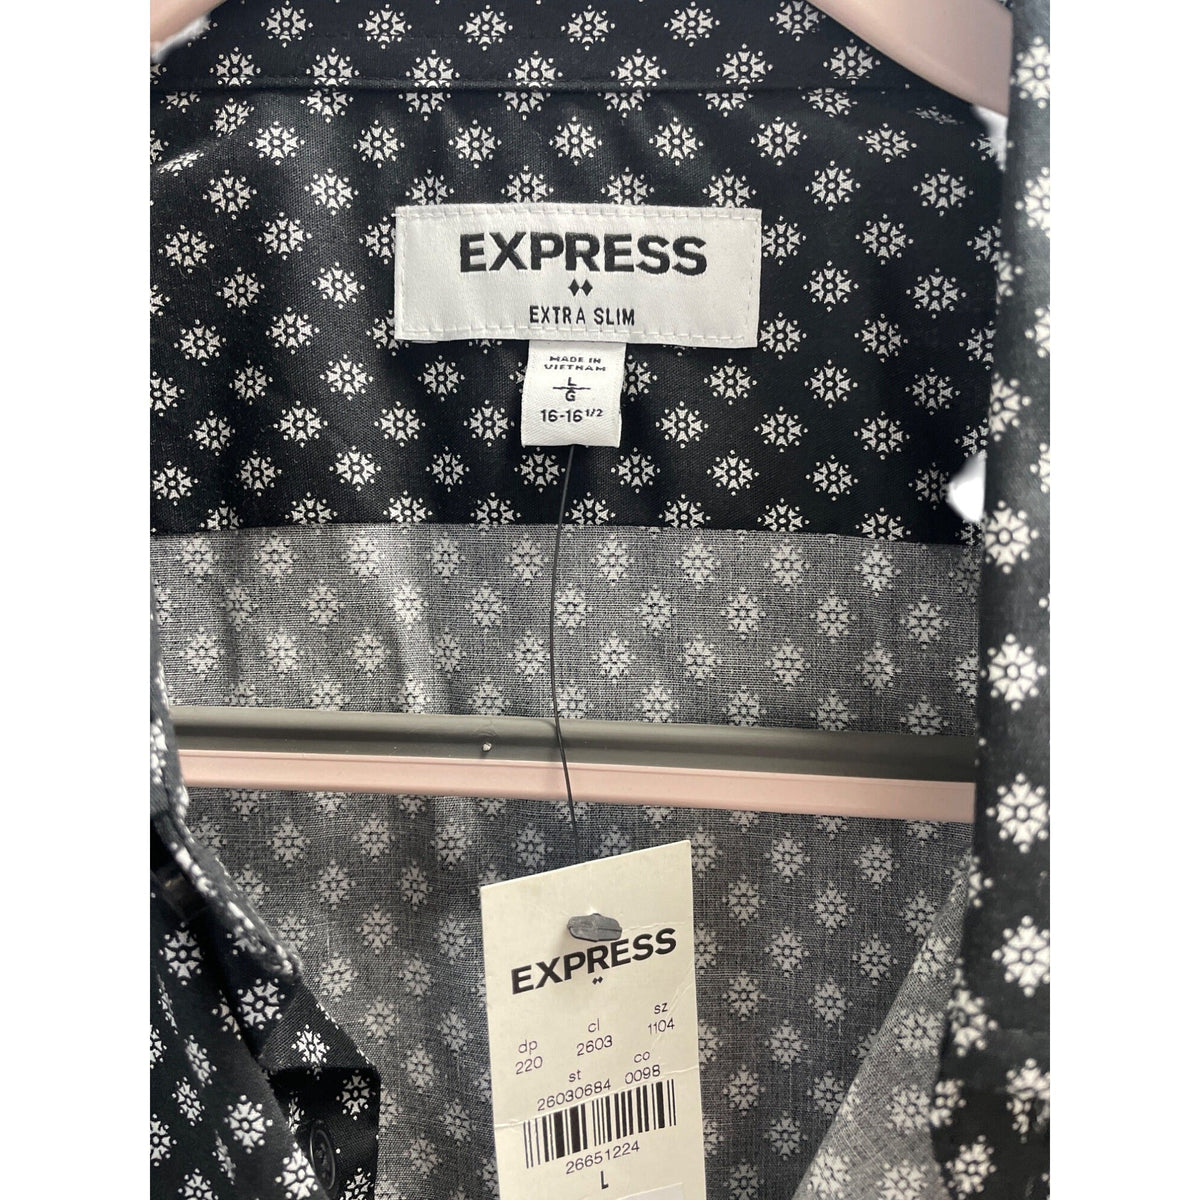 EXPRESS
EXTRA SLIM
MADE IN
VIETNAM
L
G
16-16 1/2
EXPRESS
dp cl sz
220 2603 1104
st co
26030684 0098
26651224
L